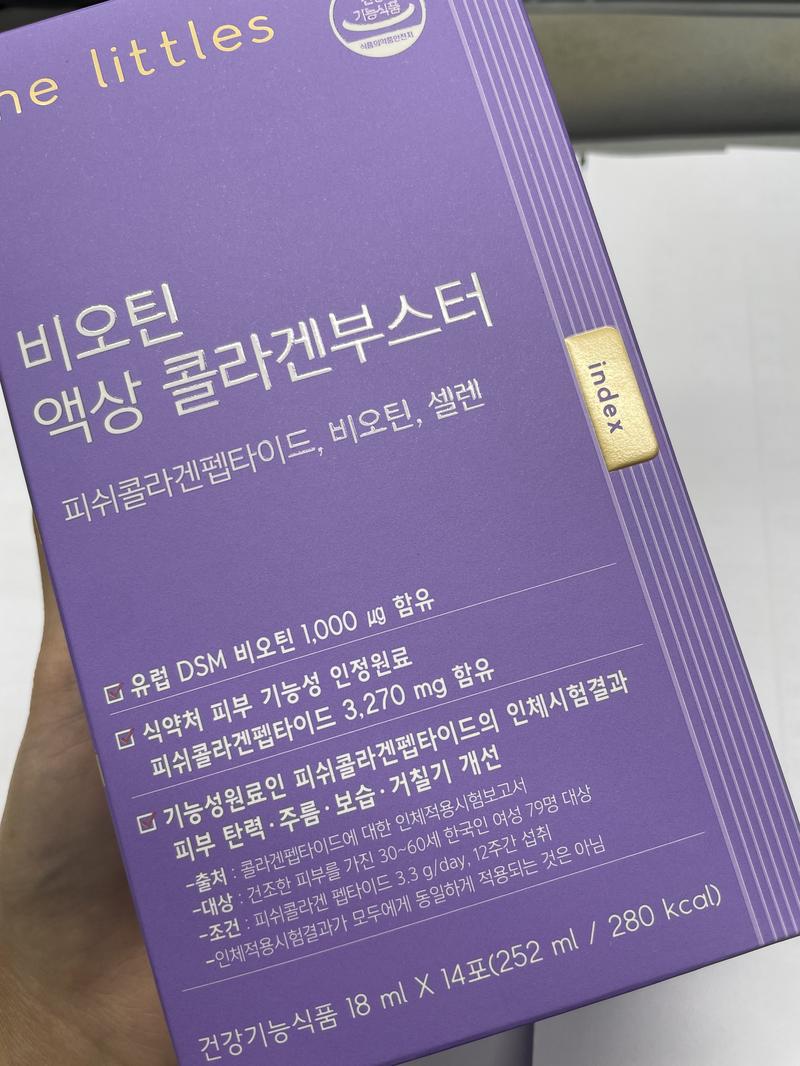 he littles
기능식품
식품의약품안전처
비오틴
액상 콜라겐부스터
피쉬콜라겐펩타이드, 비오틴, 셀렌
index
유럽 DSM 비오틴 1,000 ㎍ 함유
식약처 피부 기능성 인정원료
피쉬콜라겐펩타이드 3,270 mg 함유
기능성원료인 피쉬콜라겐펩타이드의 인체시험결과
피부 탄력·주름·보습·거칠기 개선
-출처 : 콜라겐펩타이드에 대한 인체적용시험보고서
-대상 : 건조한 피부를 가진 30~60세 한국인 여성 79명 대상
-조건 : 피쉬콜라겐 펩타이드 3.3 g/day, 12주간 섭취
-인체적용시험결과가 모두에게 동일하게 적용되는 것은 아님
건강기능식품 18 ml X 14포(252 ml / 280 kcal)